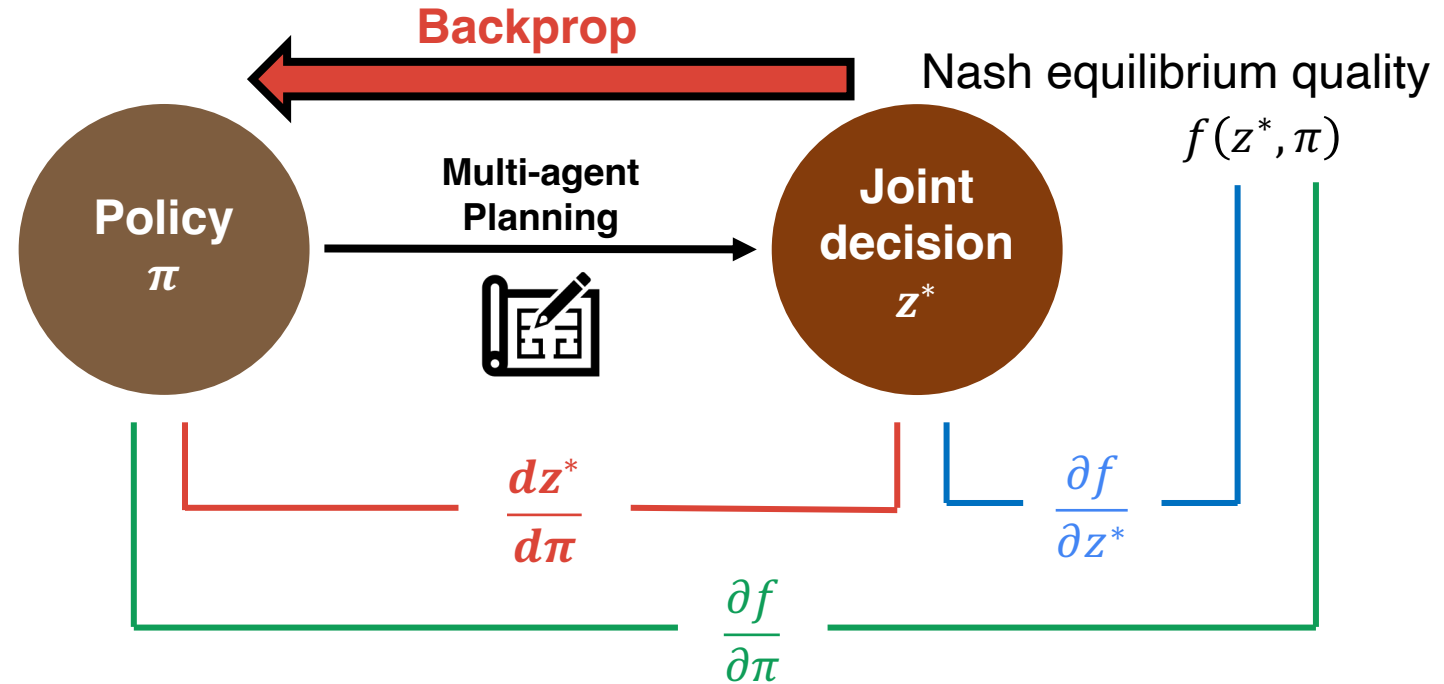 Backprop
Nash equilibrium quality
f(z*, π)
Policy
π
Multi-agent
Planning
Joint
decision
z*
dz*
dπ
∂f
∂z*
∂f
∂π